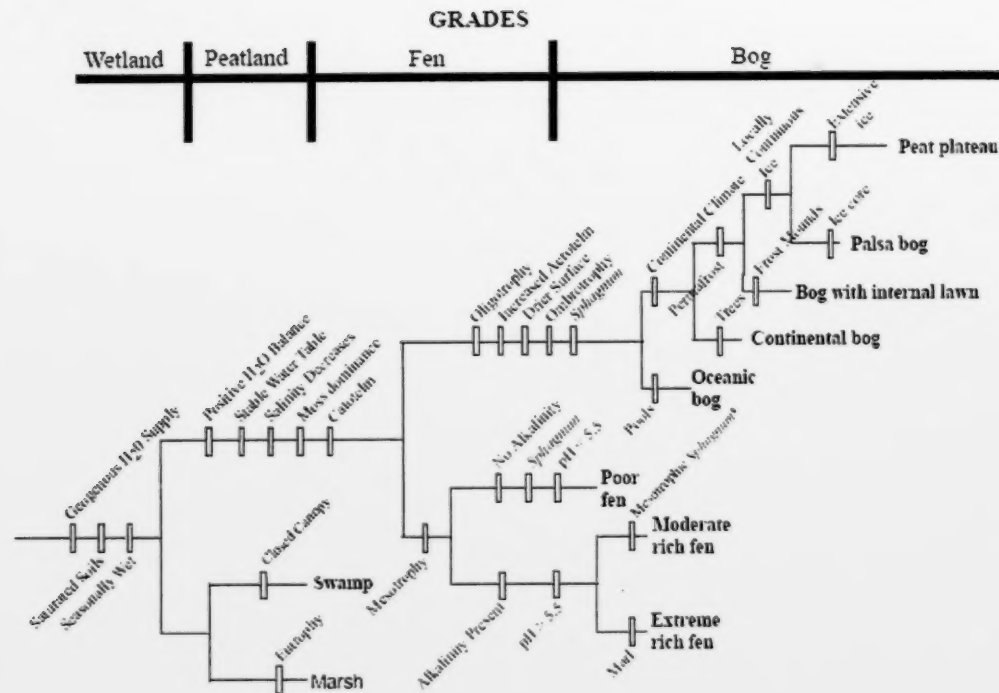 GRADES
Wetland
Peatland
Fen
Bog
Extensive
ice
Locally
Continuous
Ice
Peat plateau
Continental Climate
Ice core
Palsa bog
Frost Mounds
Permafrost
Bog with internal lawn
Trees
Continental bog
Oligotrophy
Increased Acrotelm
Drier Surface
Ombrotrophy
Sphagnum
Oceanic
bog
Pools
Positive H2O Balance
Stable Water Table
Salinity Decreases
Moss dominance
Catotelm
No Alkalinity
Sphagnum
Poor
fen
Mesotrophic Sphagnum*
Moderate
rich fen
Geogenous H2O Supply
Saturated Soils
Seasonally Wet
Closed Canopy
Swamp
Mesotrophy
Alkalinity Present
pH > 5.5
Extreme
rich fen
Marl
Eutrophy
Marsh